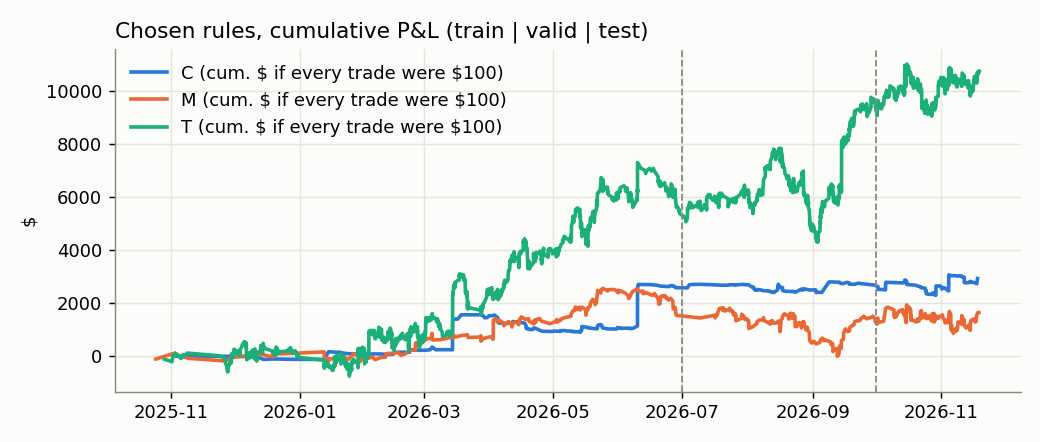 Chosen rules, cumulative P&L (train | valid | test)
C (cum. $ if every trade were $100)
M (cum. $ if every trade were $100)
T (cum. $ if every trade were $100)
10000
8000
6000
4000
2000
0
$
2025-11 2026-01 2026-03 2026-05 2026-07 2026-09 2026-11